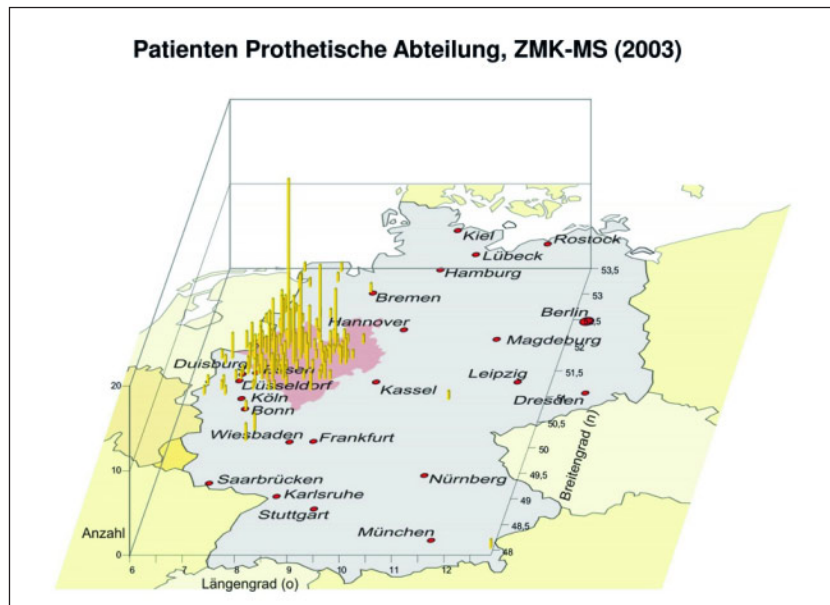 Patienten Prothetische Abteilung, ZMK-MS (2003)
Kiel
Rostock
Lübeck
Hamburg
53,5
Bremen
53
Berlin
Hannover
52
Magdeburg
Duisburg
51,5
Leipzig
Düsseldorf
Kassel
Dresden
20
Köln
Bonn
50,5
Wiesbaden
Frankfurt
50
Breitengrad (n)
Saarbrücken
Nürnberg
49,5
10
Karlsruhe
49
Stuttgart
48,5
Anzahl
München
48
0
6 7 8 9 10 11 12
Längengrad (o)